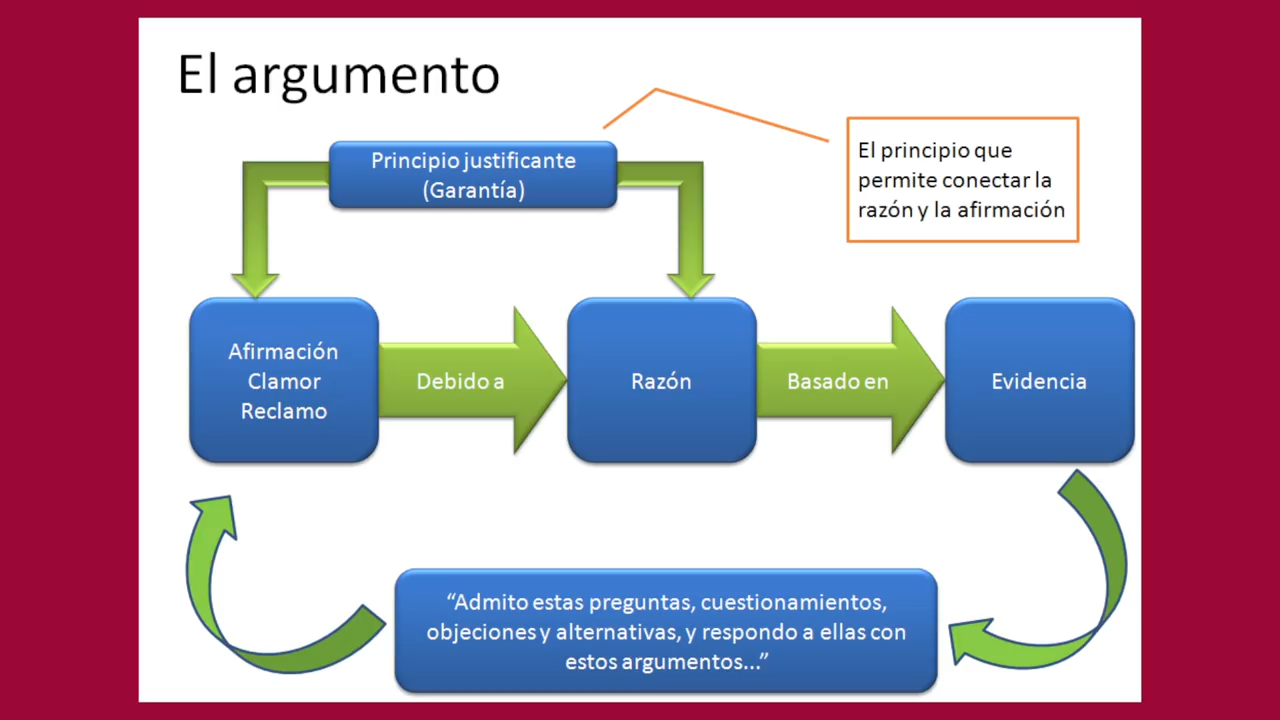 El argumento
Principio justificante
(Garantía)
El principio que
permite conectar la
razón y la afirmación
Afirmación
Clamor
Reclamo
Debido a
Razón
Basado en
Evidencia
“Admito estas preguntas, cuestionamientos,
objeciones y alternativas, y respondo a ellas con
estos argumentos...”